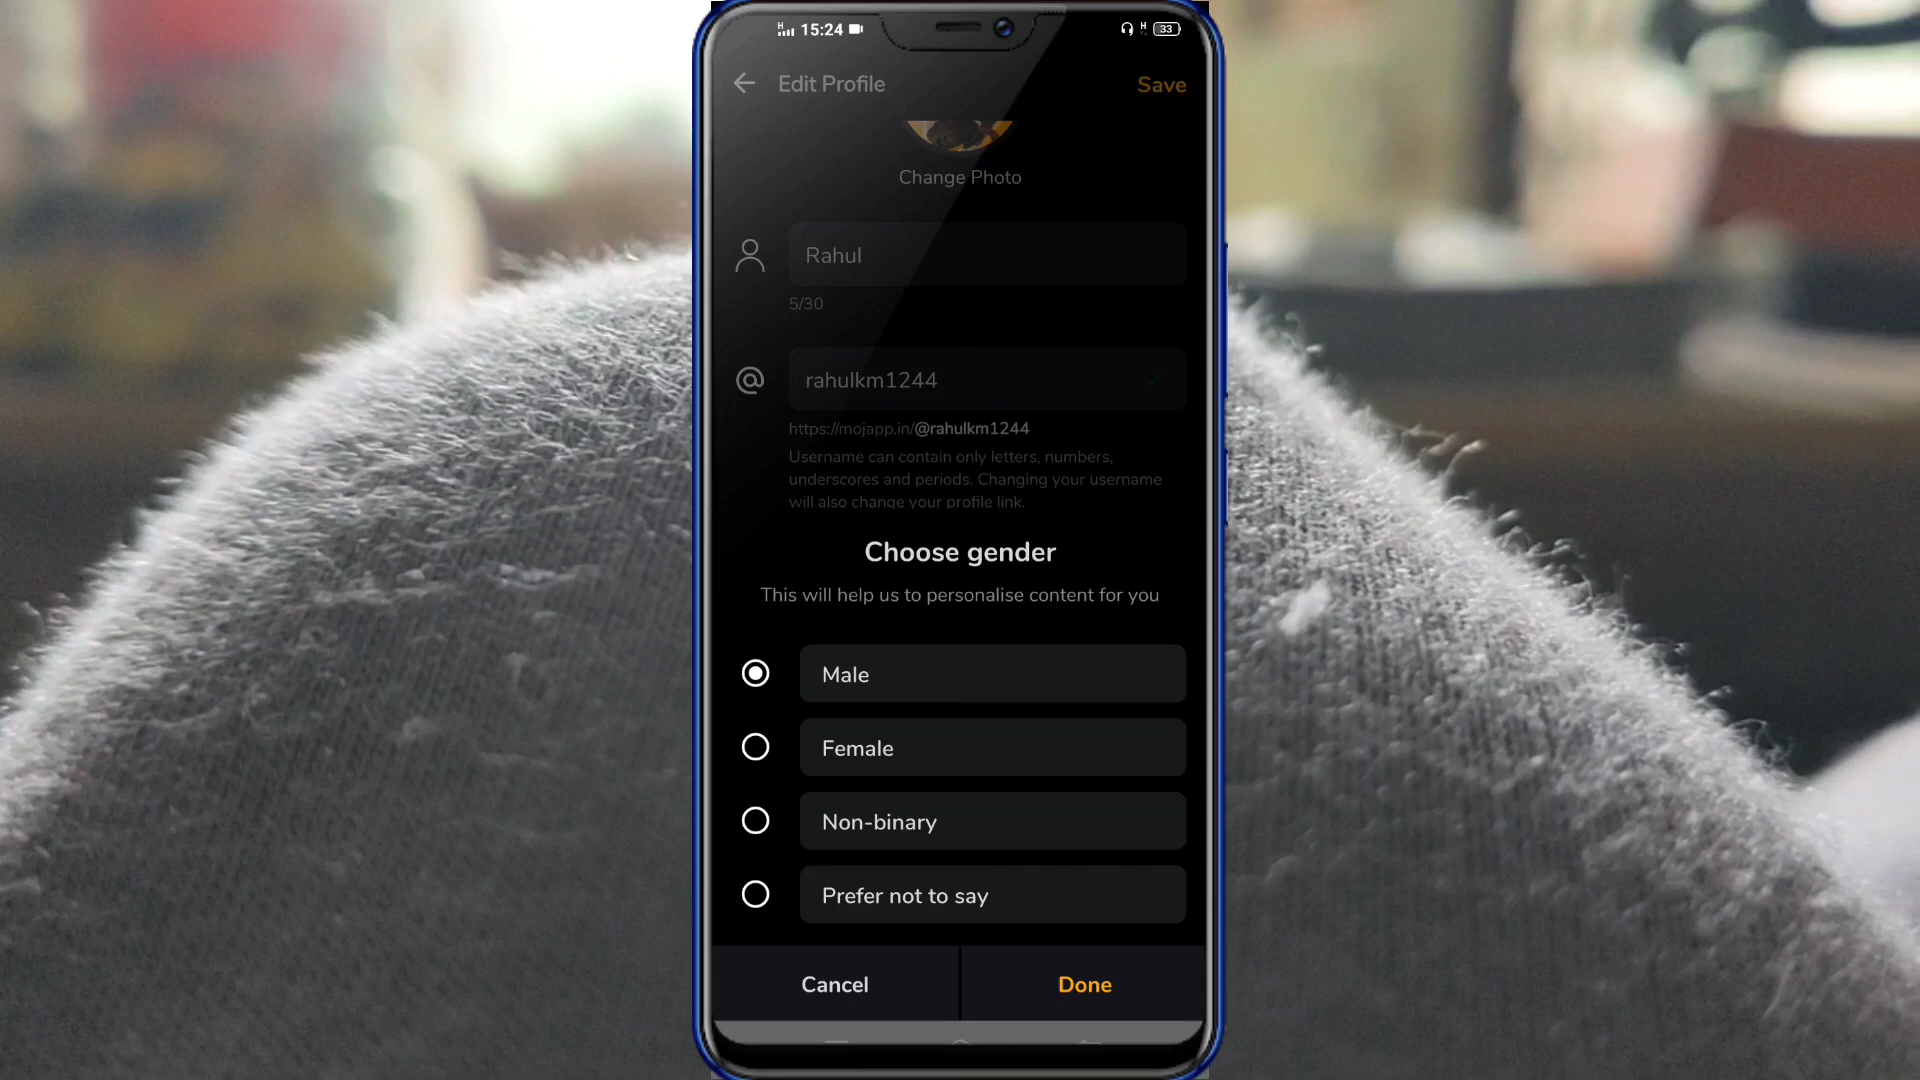 H 15:24 H 33
Edit Profile Save
Change Photo
Rahul
5/30
@ rahulkm1244
https://mojapp.in/@rahulkm1244
Username can contain only letters, numbers,
underscores and periods. Changing your username
will also change your profile link.
Choose gender
This will help us to personalise content for you
Male
Female
Non-binary
Prefer not to say
Cancel Done